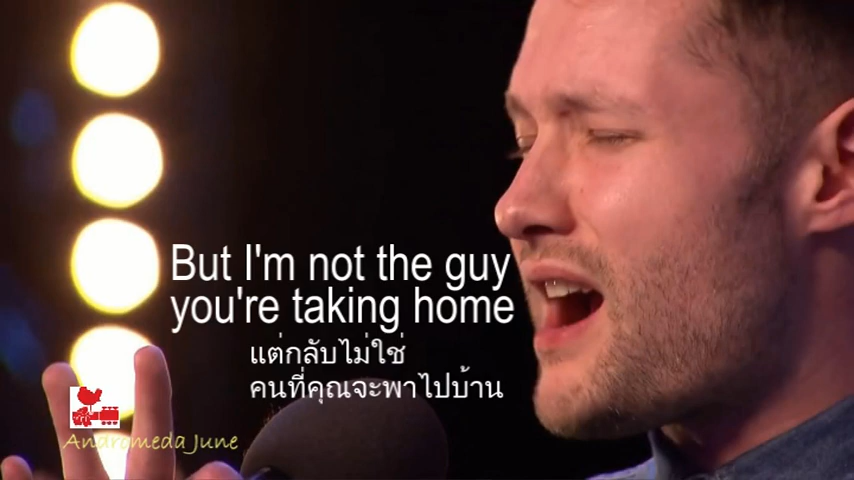 But I'm not the guy
you're taking home
แต่กลับไม่ใช่
คนที่คุณจะพาไปบ้าน
Andromeda June